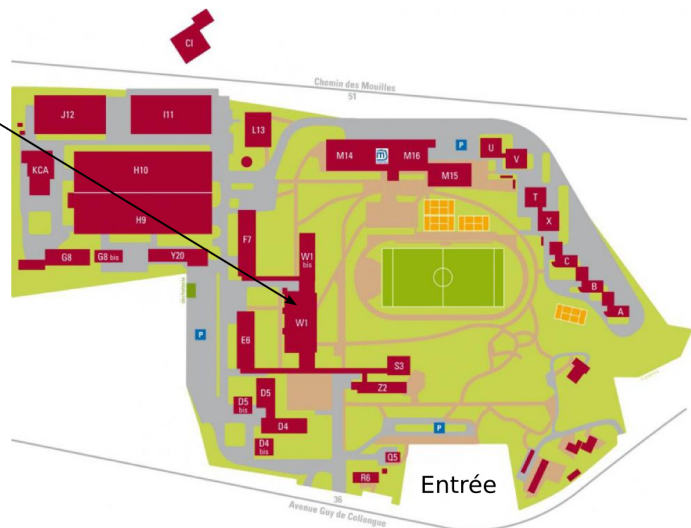 CI
Chemin des Mouilles
51
J12
I11
L13
M14
m
M16
P
U
V
KCA
H10
M15
T
H9
X
F7
W1
bis
G8
G8 bis
Y20
C
B
A
W1
P
E6
S3
Z2
D5
D5
bis
D4
D4
bis
P
Q5
R6
Entrée
36
Avenue Guy de Collongue